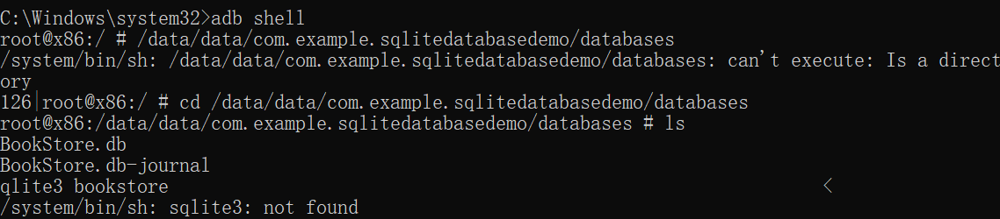 C:\Windows\system32>adb shell
root@x86:/ # /data/data/com.example.sqlitedatabasedemo/databases
/system/bin/sh: /data/data/com.example.sqlitedatabasedemo/databases: can't execute: Is a direct
ory
126|root@x86:/ # cd /data/data/com.example.sqlitedatabasedemo/databases
root@x86:/data/data/com.example.sqlitedatabasedemo/databases # ls
BookStore.db
BookStore.db-journal
qlite3 bookstore <
/system/bin/sh: sqlite3: not found